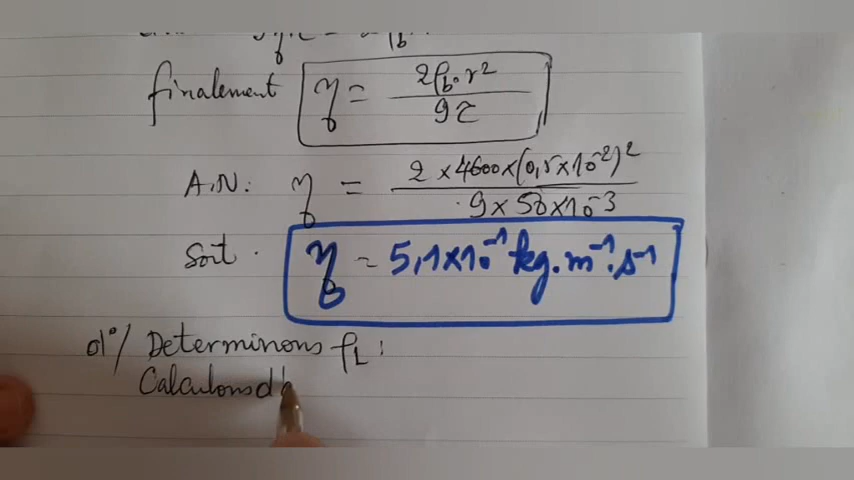 finalement η = 2ρb.r² / 9τ
A.N: η = 2 × 4600×(0,5×10⁻²)² / 9× 50×10⁻³
Soit η ~ 5,1×10⁻¹ kg.m⁻¹.s⁻¹
d°/ Determinons ρL :
Calculons d'